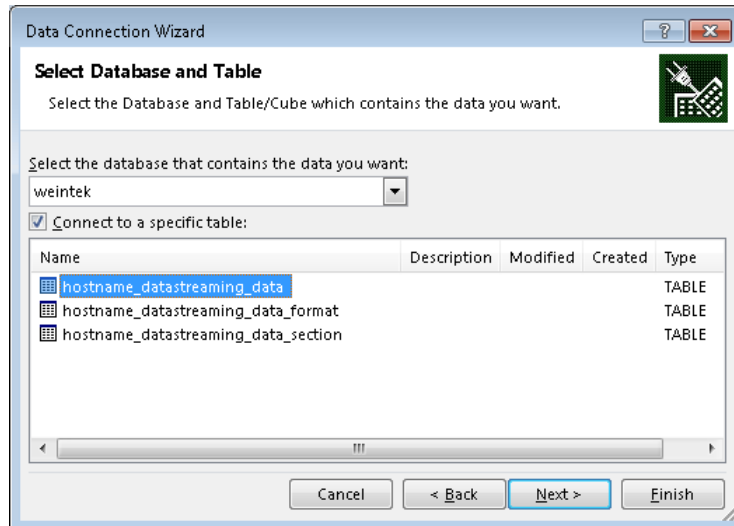 Data Connection Wizard
Select Database and Table
Select the Database and Table/Cube which contains the data you want.
Select the database that contains the data you want:
weintek
Connect to a specific table:
Name Description Modified Created Type
hostname_datastreaming_data TABLE
hostname_datastreaming_data_format TABLE
hostname_datastreaming_data_section TABLE
Cancel < Back Next > Finish